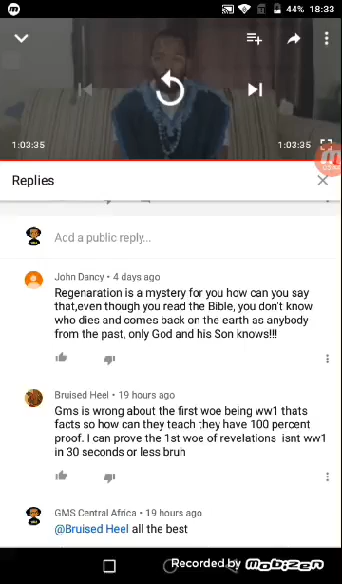 44% 18:33
1:03:35 1:03:35
Replies
Add a public reply...
John Dancy • 4 days ago
Regenaration is a mystery for you how can you say
that,even though you read the Bible, you don't know
who dies and comes back on the earth as anybody
from the past, only God and his Son knows!!!
Bruised Heel • 19 hours ago
Gms is wrong about the first woe being ww1 thats
facts so how can they teach they have 100 percent
proof. I can prove the 1st woe of revelations isnt ww1
in 30 seconds or less bruh
GMS Central Africa • 19 hours ago
@Bruised Heel all the best
Recorded by mobizen